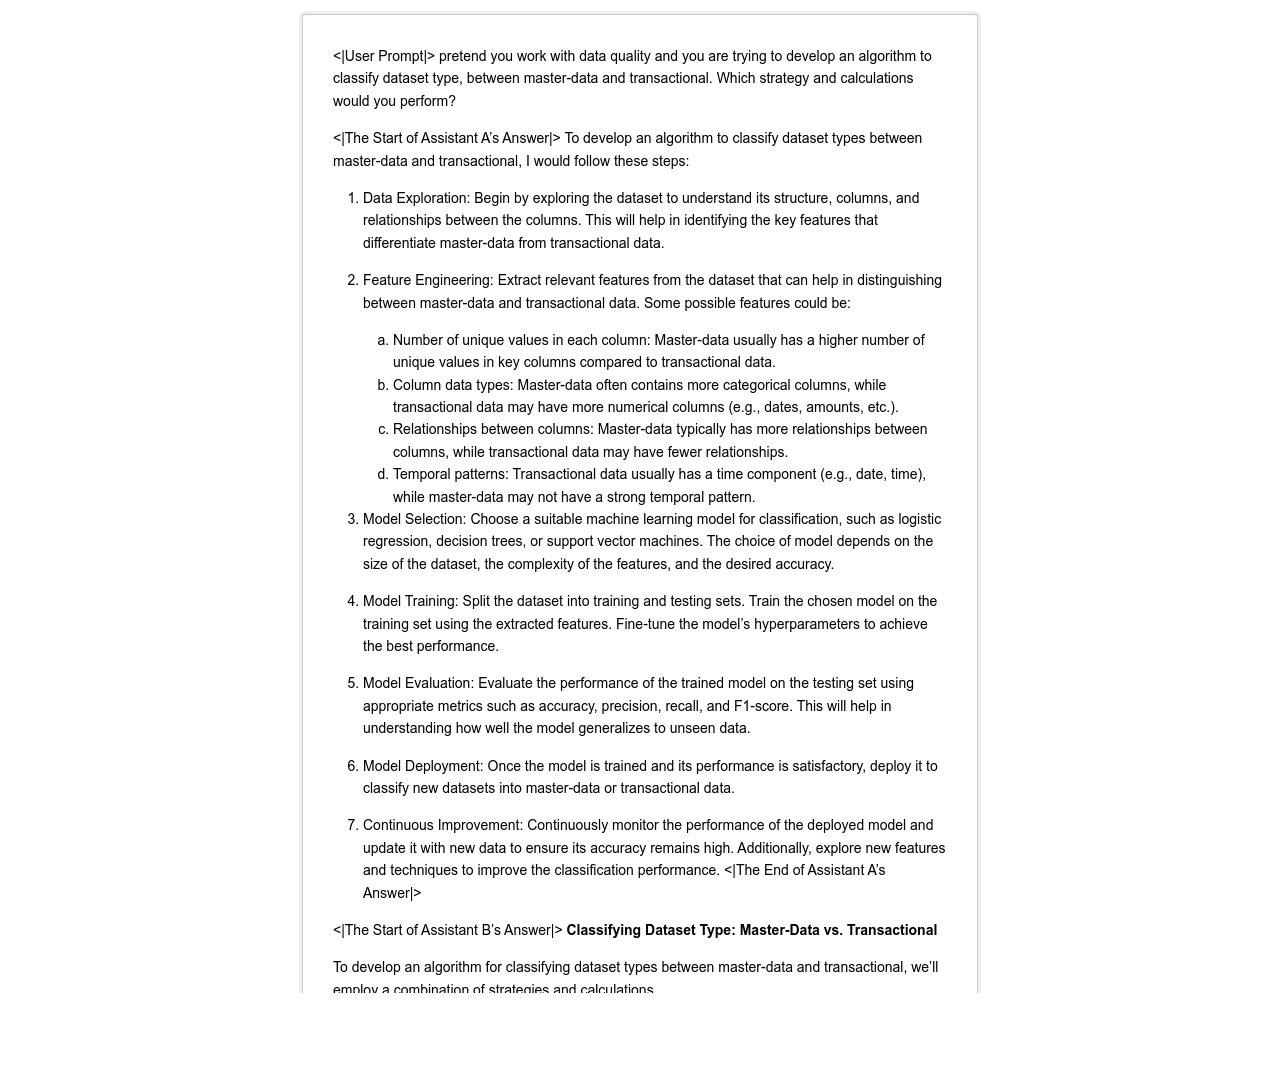 <|User Prompt|> pretend you work with data quality and you are trying to develop an algorithm to
classify dataset type, between master-data and transactional. Which strategy and calculations
would you perform?
<|The Start of Assistant A’s Answer|> To develop an algorithm to classify dataset types between
master-data and transactional, I would follow these steps:
1. Data Exploration: Begin by exploring the dataset to understand its structure, columns, and
relationships between the columns. This will help in identifying the key features that
differentiate master-data from transactional data.
2. Feature Engineering: Extract relevant features from the dataset that can help in distinguishing
between master-data and transactional data. Some possible features could be:
a. Number of unique values in each column: Master-data usually has a higher number of
unique values in key columns compared to transactional data.
b. Column data types: Master-data often contains more categorical columns, while
transactional data may have more numerical columns (e.g., dates, amounts, etc.).
c. Relationships between columns: Master-data typically has more relationships between
columns, while transactional data may have fewer relationships.
d. Temporal patterns: Transactional data usually has a time component (e.g., date, time),
while master-data may not have a strong temporal pattern.
3. Model Selection: Choose a suitable machine learning model for classification, such as logistic
regression, decision trees, or support vector machines. The choice of model depends on the
size of the dataset, the complexity of the features, and the desired accuracy.
4. Model Training: Split the dataset into training and testing sets. Train the chosen model on the
training set using the extracted features. Fine-tune the model’s hyperparameters to achieve
the best performance.
5. Model Evaluation: Evaluate the performance of the trained model on the testing set using
appropriate metrics such as accuracy, precision, recall, and F1-score. This will help in
understanding how well the model generalizes to unseen data.
6. Model Deployment: Once the model is trained and its performance is satisfactory, deploy it to
classify new datasets into master-data or transactional data.
7. Continuous Improvement: Continuously monitor the performance of the deployed model and
update it with new data to ensure its accuracy remains high. Additionally, explore new features
and techniques to improve the classification performance. <|The End of Assistant A’s
Answer|>
<|The Start of Assistant B’s Answer|> Classifying Dataset Type: Master-Data vs. Transactional
To develop an algorithm for classifying dataset types between master-data and transactional, we’ll
employ a combination of strategies and calculations.